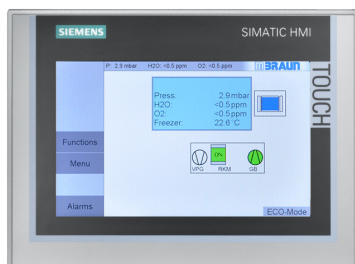 SIEMENS
SIMATIC HMI
P: 2.9 mbar H2O: <0.5 ppm O2: <0.5 ppm
MBRAUN
TOUCH
Press. 2.9 mbar
H2O: <0.5 ppm
O2: <0.5 ppm
Freezer: 22.6 °C
Functions
Menu
0%
VPG RKM GB
Alarms
ECO-Mode